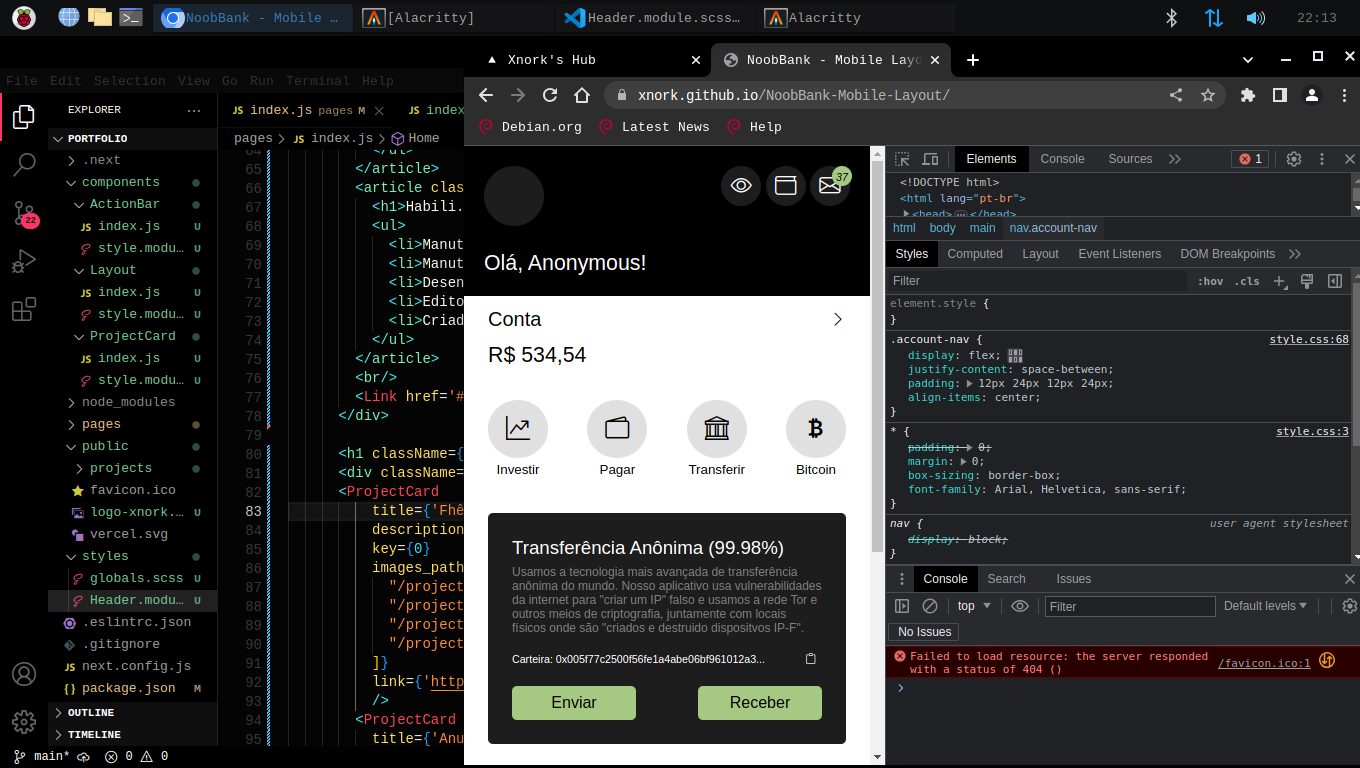 NoobBank - Mobile ...
[Alacritty]
Header.module.scss...
Alacritty
22:13
File Edit Selection View Go Run Terminal Help
EXPLORER
PORTFOLIO
.next
components
ActionBar
JS index.js U
style.modu... U
Layout
JS index.js U
style.modu... U
ProjectCard
JS index.js U
style.modu... U
node_modules
pages
public
projects
favicon.ico
logo-xnork.... U
vercel.svg
styles
globals.scss U
Header.modu... U
.eslintrc.json
.gitignore
JS next.config.js
{} package.json M
OUTLINE
TIMELINE
22
main* 0 0
JS index.js pages M
JS index
pages > JS index.js > Home
64 </ul>
65 </article>
66 <article clas
67 <h1>Habili.
68 <ul>
69 <li>Manut
70 <li>Manut
71 <li>Desen
72 <li>Edito
73 <li>Criad
74 </ul>
75 </article>
76 <br/>
77 <Link href='#
78 </div>
79
80 <h1 className={
81 <div className=
82 <ProjectCard
83 title={'Fhê
84 description
85 key={0}
86 images_path
87 "/project
88 "/project
89 "/project
90 "/project
91 ]}
92 link={'http
93 />
94 <ProjectCard
95 title={'Anu
Xnork's Hub
NoobBank - Mobile Layo
xnork.github.io/NoobBank-Mobile-Layout/
Debian.org
Latest News
Help
37
Olá, Anonymous!
Conta
R$ 534,54
Investir
Pagar
Transferir
Bitcoin
Transferência Anônima (99.98%)
Usamos a tecnologia mais avançada de transferência
anônima do mundo. Nosso aplicativo usa vulnerabilidades
da internet para "criar um IP" falso e usamos a rede Tor e
outros meios de criptografia, juntamente com locais
físicos onde são "criados e destruido dispositvos IP-F".
Carteira: 0x005f77c2500f56fe1a4abe06bf961012a3...
Enviar
Receber
Elements Console Sources 1
<!DOCTYPE html>
<html lang="pt-br">
<head>…</head>
html body main nav.account-nav
Styles Computed Layout Event Listeners DOM Breakpoints
Filter :hov .cls
element.style {
}
.account-nav { style.css:68
display: flex;
justify-content: space-between;
padding: 12px 24px 12px 24px;
align-items: center;
}
* { style.css:3
padding: 0;
margin: 0;
box-sizing: border-box;
font-family: Arial, Helvetica, sans-serif;
}
nav { user agent stylesheet
display: block;
}
Console Search Issues
top Filter Default levels
No Issues
Failed to load resource: the server responded /favicon.ico:1
with a status of 404 ()